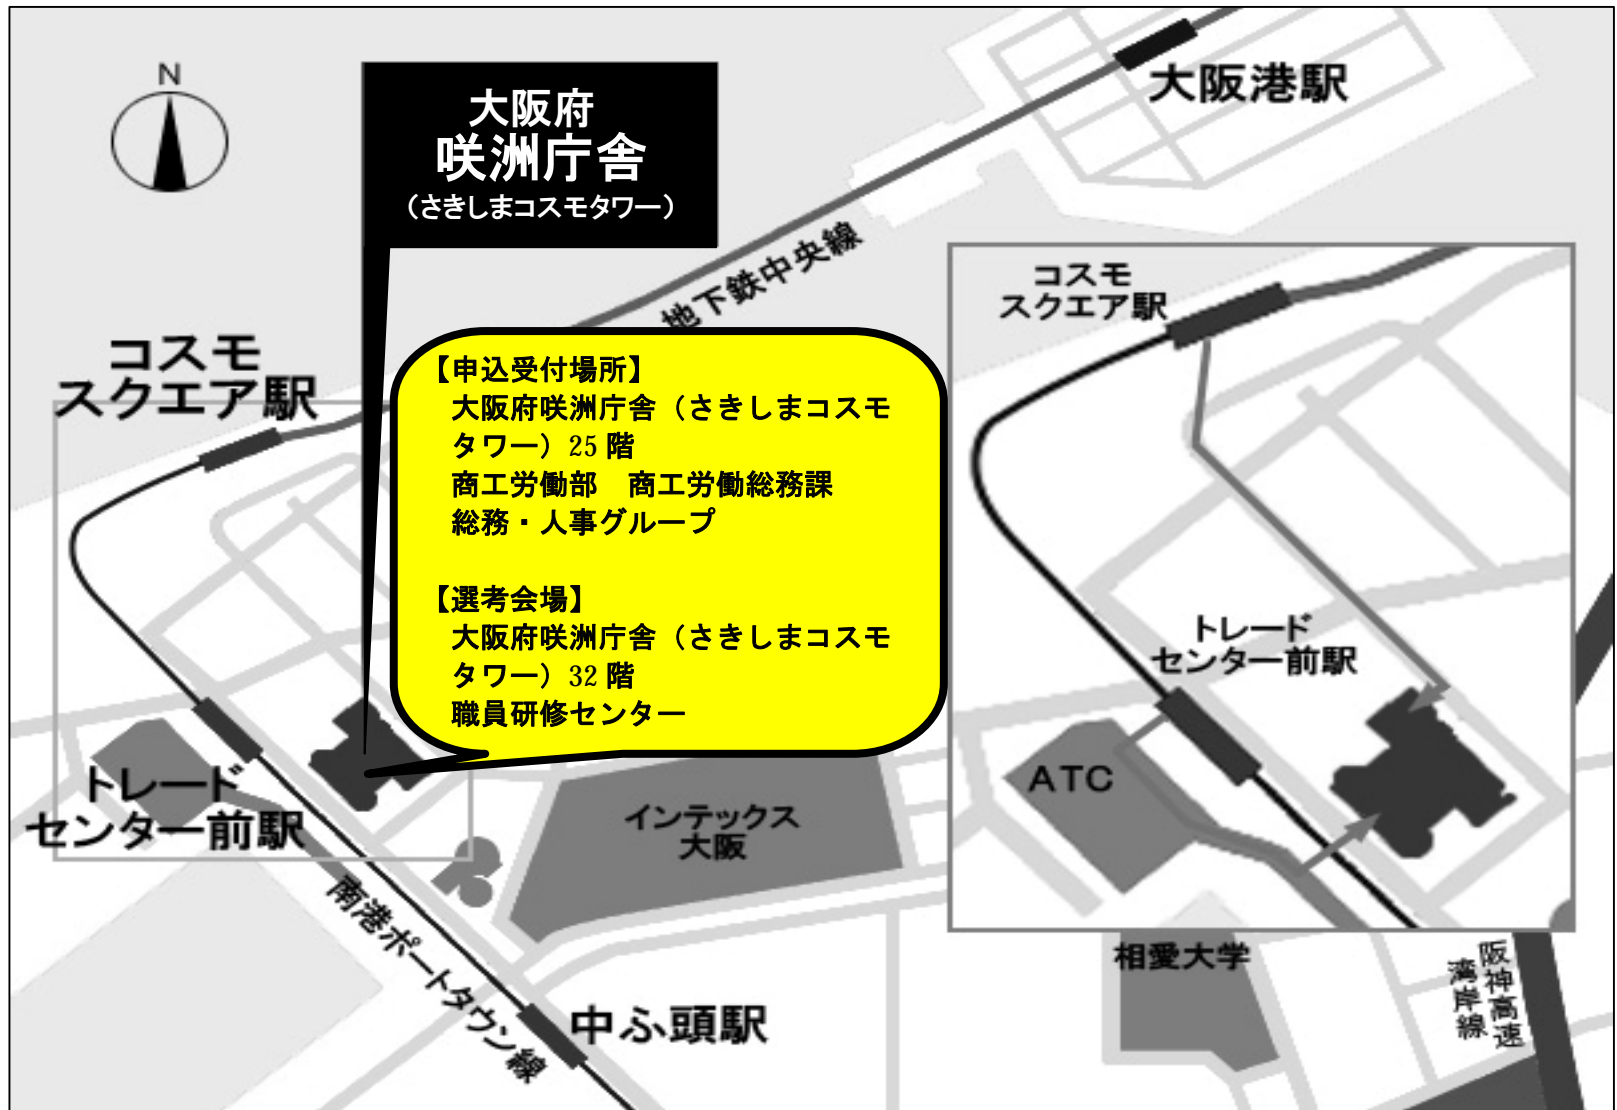 N
大阪府
咲洲庁舎
（さきしまコスモタワー）
大阪港駅
地下鉄中央線
コスモ
スクエア駅
【申込受付場所】
大阪府咲洲庁舎（さきしまコスモ
タワー）25 階
商工労働部　商工労働総務課
総務・人事グループ
【選考会場】
大阪府咲洲庁舎（さきしまコスモ
タワー）32 階
職員研修センター
コスモ
スクエア駅
トレード
センター前駅
ATC
トレード
センター前駅
インテックス
大阪
南港ポートタウン線
中ふ頭駅
相愛大学
阪神高速
湾岸線